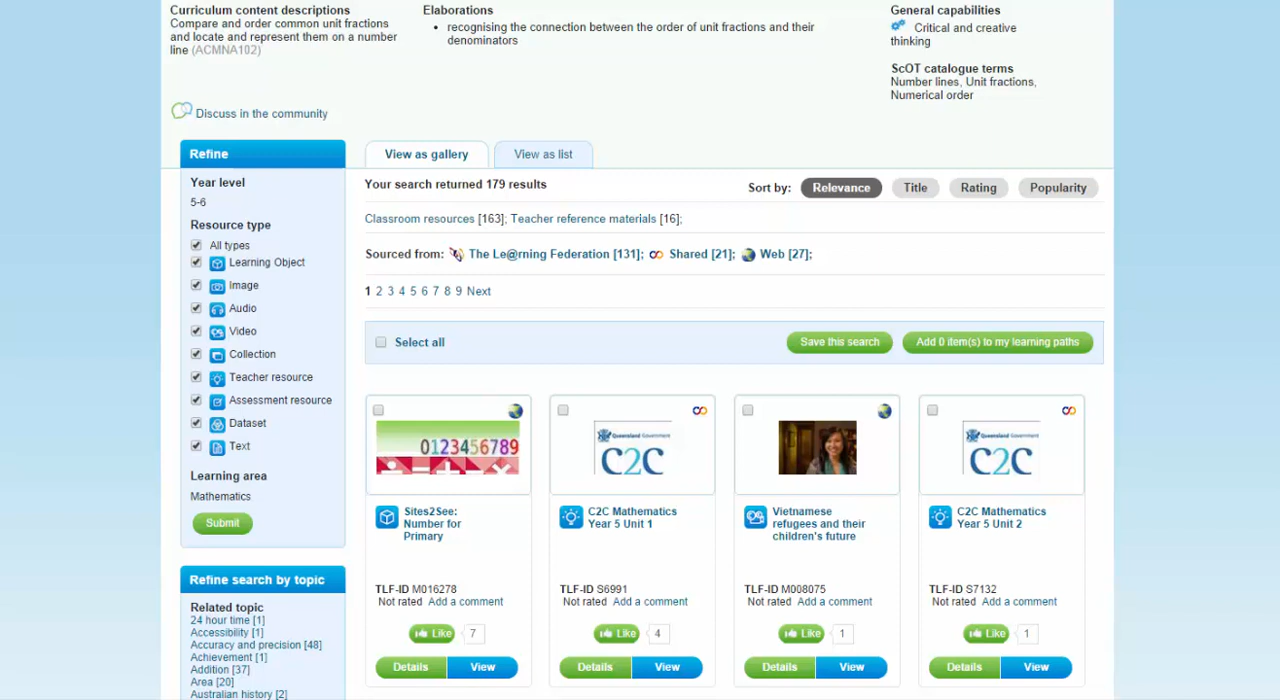 Curriculum content descriptions
Compare and order common unit fractions
and locate and represent them on a number
line (ACMNA102)
Elaborations
• recognising the connection between the order of unit fractions and their
denominators
General capabilities
Critical and creative
thinking
ScOT catalogue terms
Number lines, Unit fractions,
Numerical order
Discuss in the community
Refine
Year level
5-6
Resource type
All types
Learning Object
Image
Audio
Video
Collection
Teacher resource
Assessment resource
Dataset
Text
Learning area
Mathematics
Submit
Refine search by topic
Related topic
24 hour time [1]
Accessibility [1]
Accuracy and precision [48]
Achievement [1]
Addition [37]
Area [20]
Australian history [2]
View as gallery
View as list
Your search returned 179 results
Sort by: Relevance Title Rating Popularity
Classroom resources [163]; Teacher reference materials [16];
Sourced from: The Le@rning Federation [131]; Shared [21]; Web [27];
1 2 3 4 5 6 7 8 9 Next
Select all
Save this search
Add 0 item(s) to my learning paths
0123456789
Sites2See:
Number for
Primary
TLF-ID M016278
Not rated Add a comment
Like 7
Details View
Queensland Government
C2C
C2C Mathematics
Year 5 Unit 1
TLF-ID S6991
Not rated Add a comment
Like 4
Details View
Vietnamese
refugees and their
children's future
TLF-ID M008075
Not rated Add a comment
Like 1
Details View
Queensland Government
C2C
C2C Mathematics
Year 5 Unit 2
TLF-ID S7132
Not rated Add a comment
Like 1
Details View